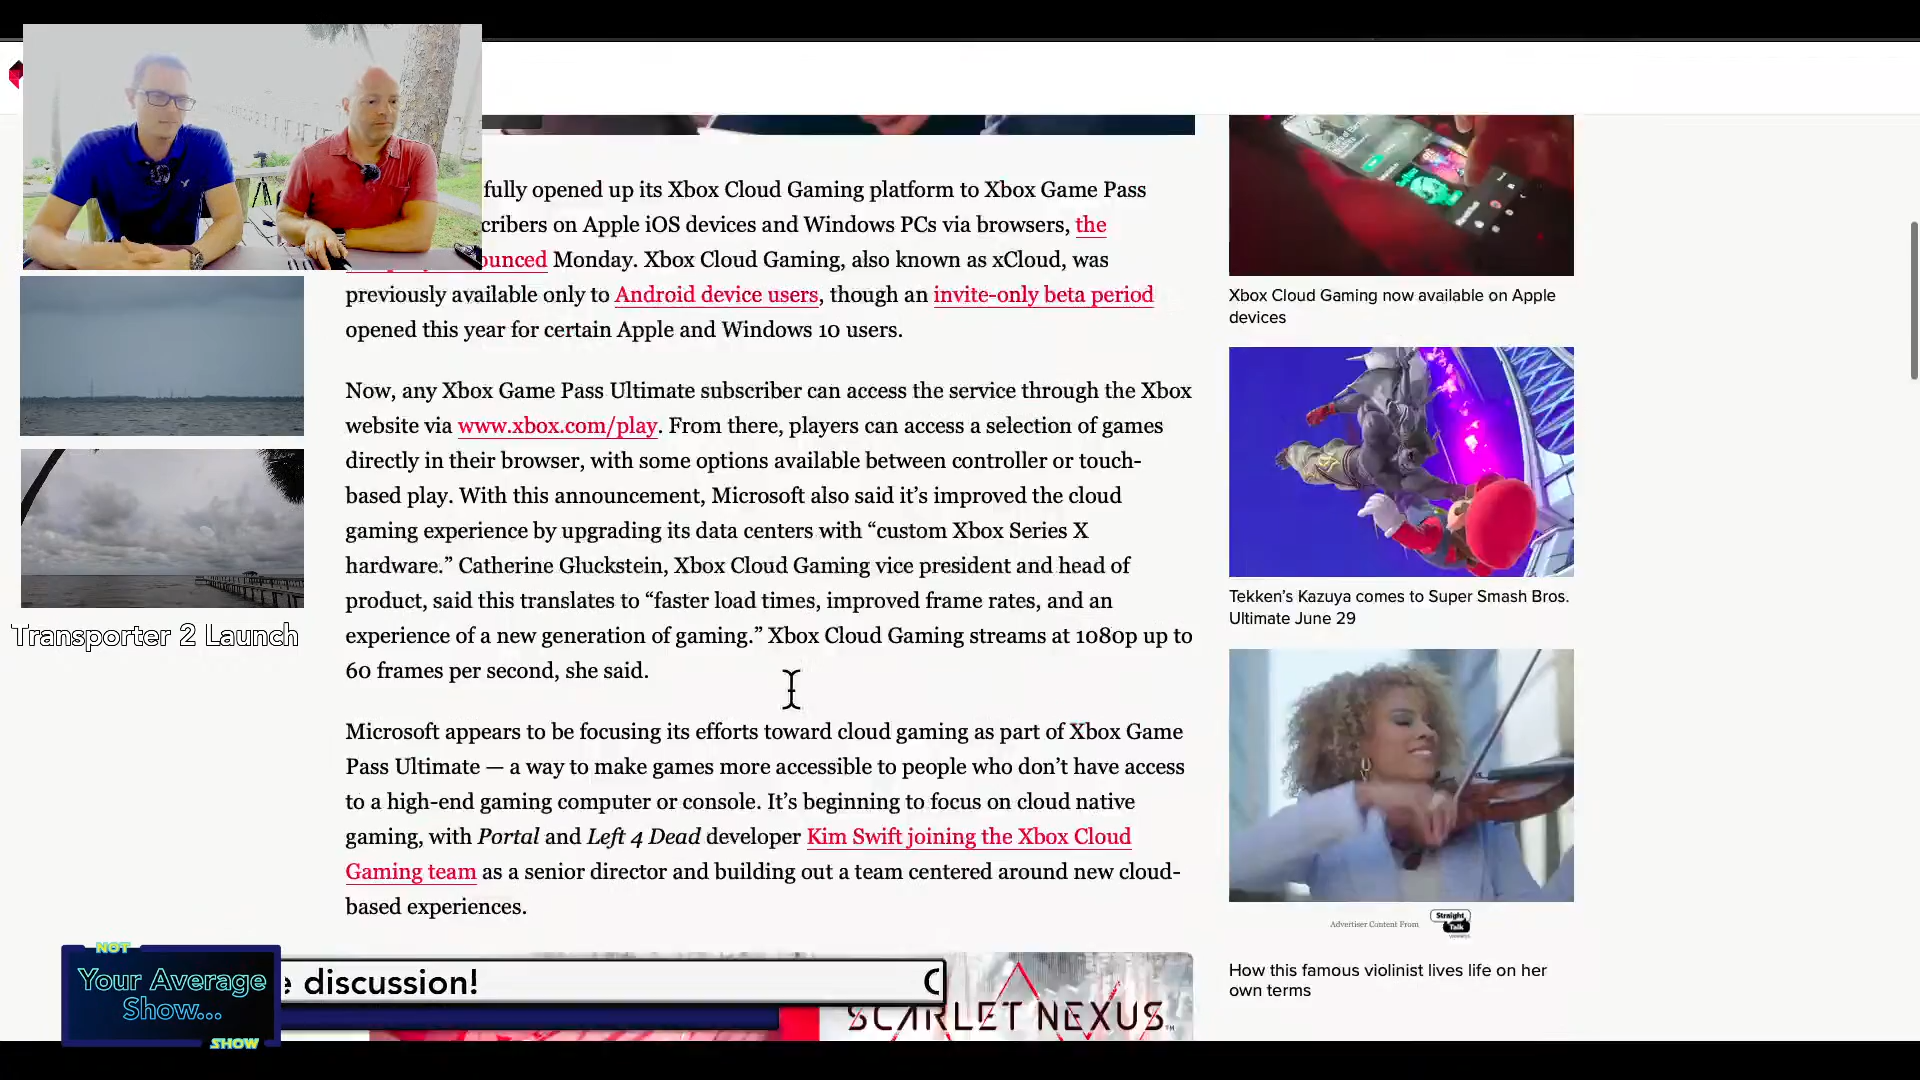 fully opened up its Xbox Cloud Gaming platform to Xbox Game Pass
cribers on Apple iOS devices and Windows PCs via browsers, the
ounced Monday. Xbox Cloud Gaming, also known as xCloud, was
previously available only to Android device users, though an invite-only beta period
opened this year for certain Apple and Windows 10 users.
Now, any Xbox Game Pass Ultimate subscriber can access the service through the Xbox
website via www.xbox.com/play. From there, players can access a selection of games
directly in their browser, with some options available between controller or touch-
based play. With this announcement, Microsoft also said it’s improved the cloud
gaming experience by upgrading its data centers with “custom Xbox Series X
hardware.” Catherine Gluckstein, Xbox Cloud Gaming vice president and head of
product, said this translates to “faster load times, improved frame rates, and an
experience of a new generation of gaming.” Xbox Cloud Gaming streams at 1080p up to
60 frames per second, she said.
Microsoft appears to be focusing its efforts toward cloud gaming as part of Xbox Game
Pass Ultimate — a way to make games more accessible to people who don’t have access
to a high-end gaming computer or console. It’s beginning to focus on cloud native
gaming, with Portal and Left 4 Dead developer Kim Swift joining the Xbox Cloud
Gaming team as a senior director and building out a team centered around new cloud-
based experiences.
Xbox Cloud Gaming now available on Apple
devices
Tekken’s Kazuya comes to Super Smash Bros.
Ultimate June 29
Advertiser Content From
Straight
Talk
How this famous violinist lives life on her
own terms
Transporter 2 Launch
NOT
Your Average
Show...
SHOW
e discussion!
SCARLET NEXUS